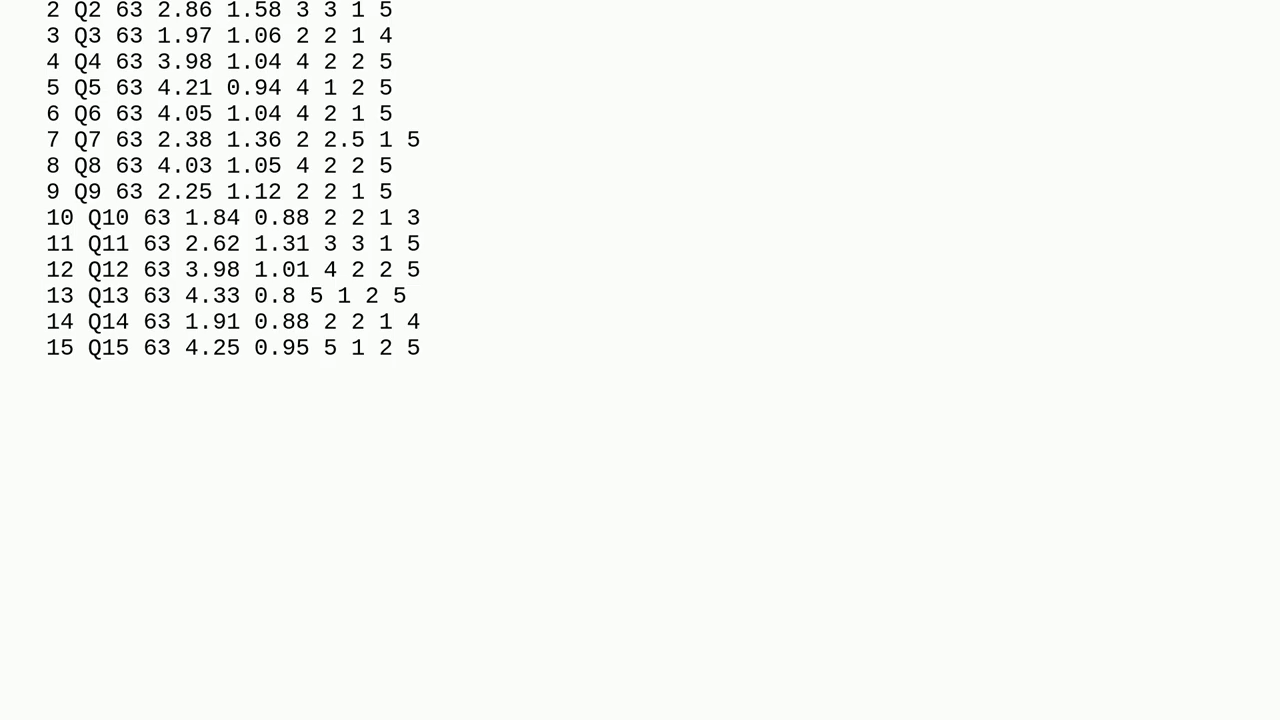 2 Q2 63 2.86 1.58 3 3 1 5
3 Q3 63 1.97 1.06 2 2 1 4
4 Q4 63 3.98 1.04 4 2 2 5
5 Q5 63 4.21 0.94 4 1 2 5
6 Q6 63 4.05 1.04 4 2 1 5
7 Q7 63 2.38 1.36 2 2.5 1 5
8 Q8 63 4.03 1.05 4 2 2 5
9 Q9 63 2.25 1.12 2 2 1 5
10 Q10 63 1.84 0.88 2 2 1 3
11 Q11 63 2.62 1.31 3 3 1 5
12 Q12 63 3.98 1.01 4 2 2 5
13 Q13 63 4.33 0.8 5 1 2 5
14 Q14 63 1.91 0.88 2 2 1 4
15 Q15 63 4.25 0.95 5 1 2 5